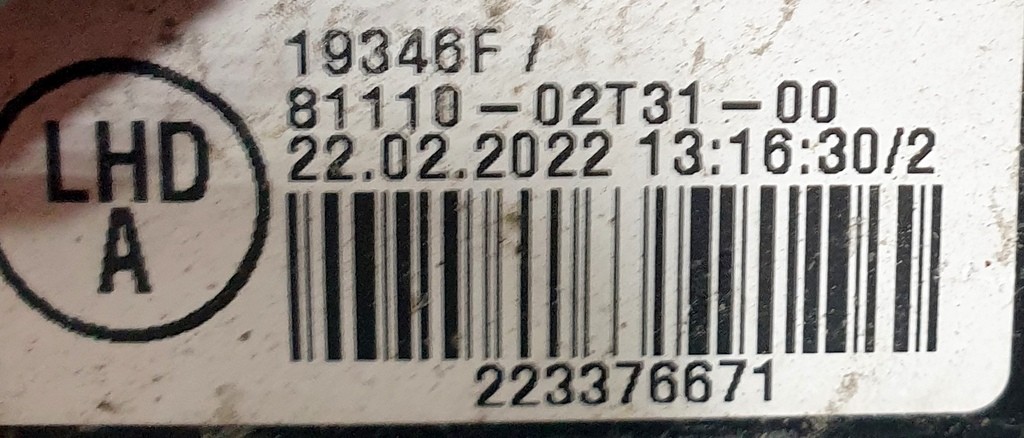 LHD
A
19346F /
81110-02T31-00
22.02.2022 13:16:30/2
223376671